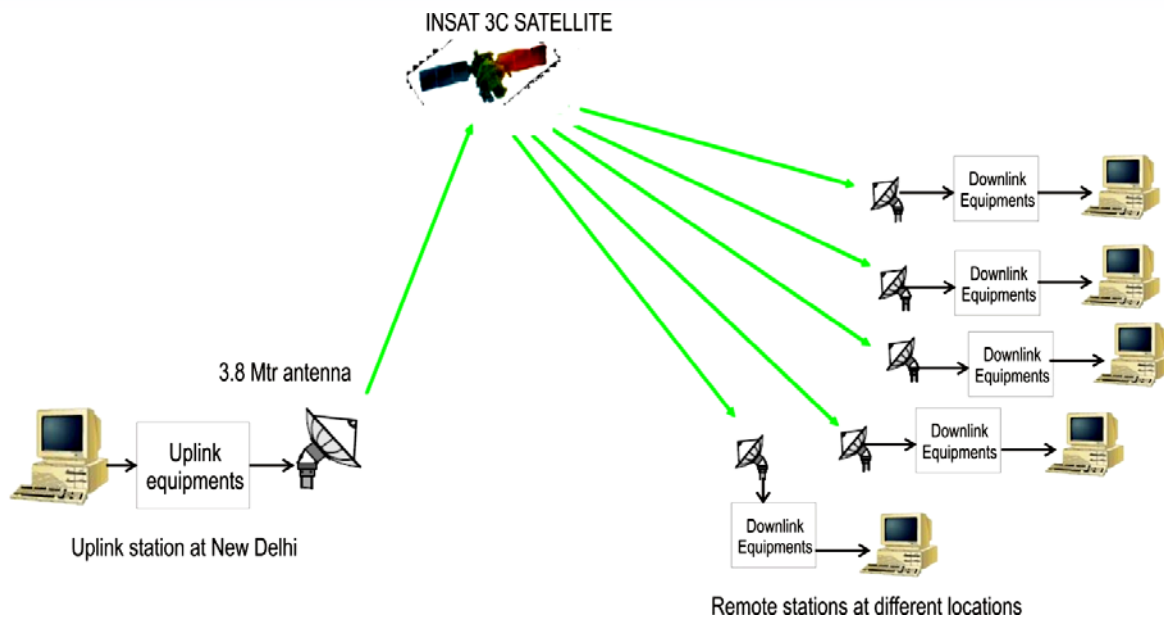 INSAT 3C SATELLITE
Downlink
Equipments
Downlink
Equipments
Downlink
Equipments
3.8 Mtr antenna
Downlink
Equipments
Uplink
equipments
Downlink
Equipments
Uplink station at New Delhi
Remote stations at different locations